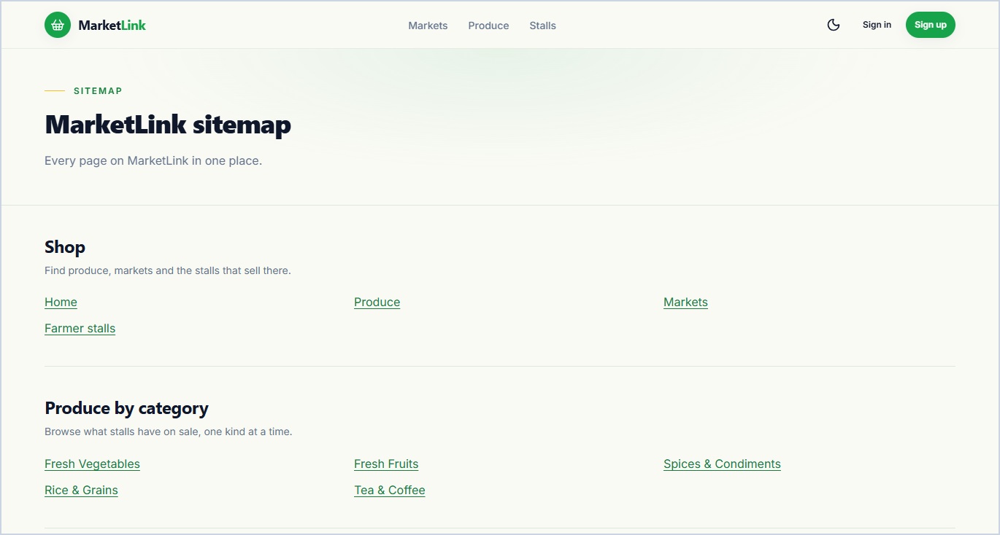 MarketLink
Markets Produce Stalls
Sign in Sign up
SITEMAP
MarketLink sitemap
Every page on MarketLink in one place.
Shop
Find produce, markets and the stalls that sell there.
Home Produce Markets
Farmer stalls
Produce by category
Browse what stalls have on sale, one kind at a time.
Fresh Vegetables Fresh Fruits Spices & Condiments
Rice & Grains Tea & Coffee